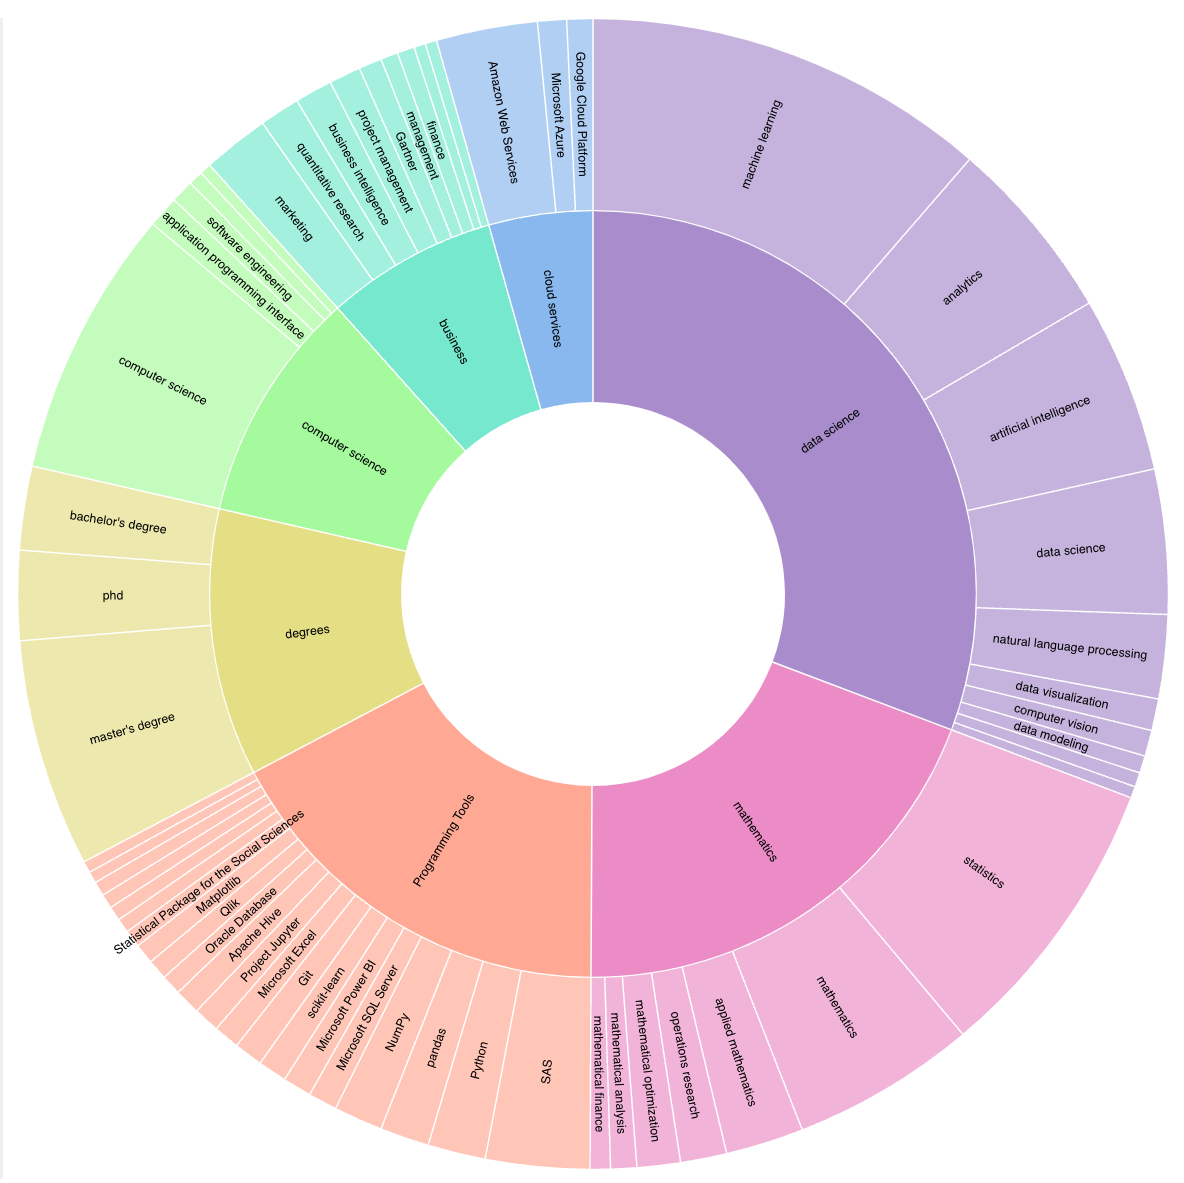 data science
machine learning
analytics
artificial intelligence
data science
natural language processing
data visualization
computer vision
data modeling
mathematics
statistics
mathematics
applied mathematics
operations research
mathematical optimization
mathematical analysis
mathematical finance
Programming Tools
SAS
Python
pandas
NumPy
Microsoft SQL Server
Microsoft Power BI
scikit-learn
Git
Microsoft Excel
Project Jupyter
Apache Hive
Oracle Database
Qlik
Matplotlib
Statistical Package for the Social Sciences
degrees
master's degree
phd
bachelor's degree
computer science
computer science
application programming interface
software engineering
business
marketing
quantitative research
business intelligence
project management
Gartner
management
finance
cloud services
Amazon Web Services
Microsoft Azure
Google Cloud Platform